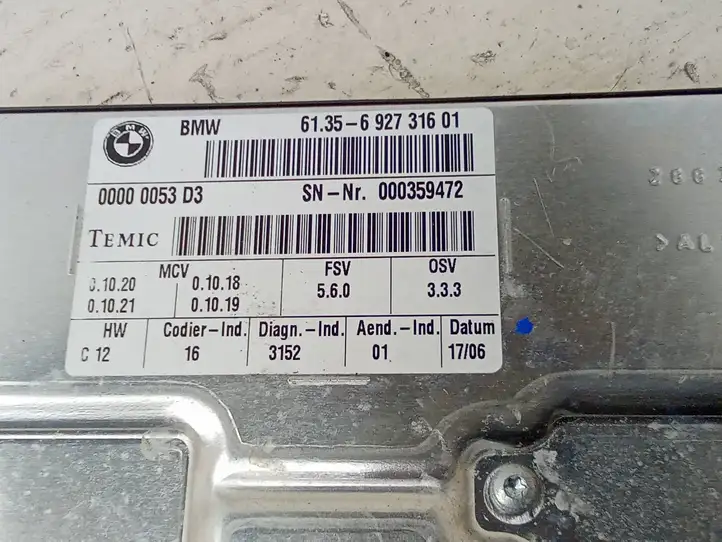 BMW
BMW 61.35-6 927 316 01
0000 0053 D3 SN-Nr. 000359472
TEMIC
MCV FSV OSV
0.10.20 0.10.18 5.6.0 3.3.3
0.10.21 0.10.19
HW Codier-Ind. Diagn.-Ind. Aend.-Ind. Datum
C 12 16 3152 01 17/06
>AL